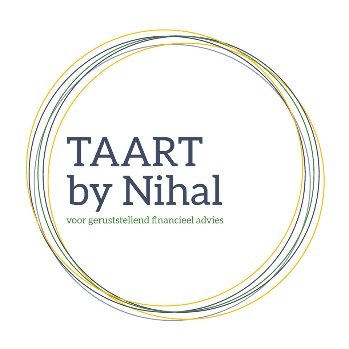 TAART
by Nihal
voor geruststellend financieel advies